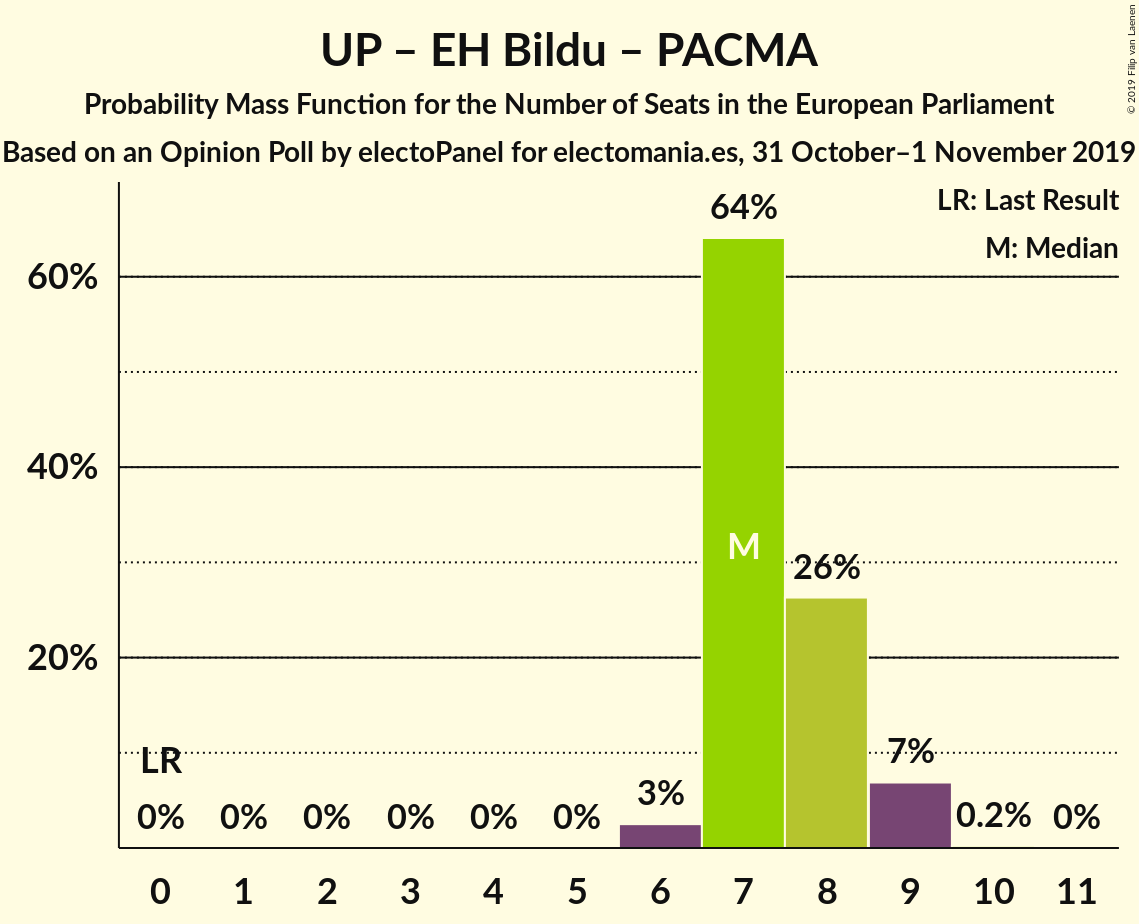 UP – EH Bildu – PACMA
Probability Mass Function for the Number of Seats in the European Parliament
Based on an Opinion Poll by electoPanel for electomania.es, 31 October–1 November 2019
© 2019 Filip van Laenen
LR: Last Result
M: Median
64%
60%
40%
M
26%
20%
LR
7%
3%
0% 0% 0% 0% 0% 0% 0.2% 0%
0 1 2 3 4 5 6 7 8 9 10 11